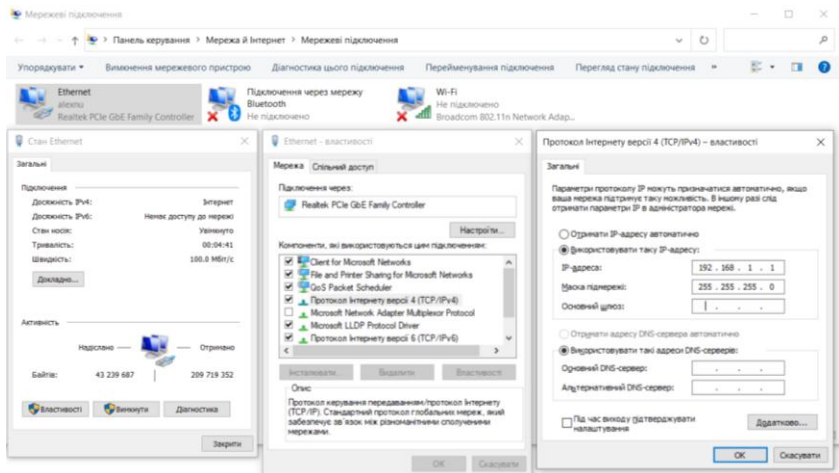 Мережеві підключення
Панель керування > Мережа й Інтернет > Мережеві підключення
Упорядкувати
Вимкнення мережевого пристрою
Діагностика цього підключення
Перейменування підключення
Перегляд стану підключення
»
Ethernet
alexnu
Realtek PCIe GbE Family Controller
Підключення через мережу
Bluetooth
Не підключено
Wi-Fi
Не підключено
Broadcom 802.11n Network Adap...
Стан Ethernet
Загальні
Підключення
Досяжність IPv4: Інтернет
Досяжність IPv6: Немає доступу до мережі
Стан носія: Увімкнуто
Тривалість: 00:04:41
Швидкість: 100.0 Мбіт/с
Докладно...
Активність
Надіслано — — Отримано
Байтів: 43 239 687 | 209 719 352
Властивості
Вимкнути
Діагностика
Закрити
Ethernet - властивості
Мережа
Спільний доступ
Підключення через:
Realtek PCIe GbE Family Controller
Настроїти...
Компоненти, які використовуються цим підключенням:
Client for Microsoft Networks
File and Printer Sharing for Microsoft Networks
QoS Packet Scheduler
Протокол Інтернету версії 4 (TCP/IPv4)
Microsoft Network Adapter Multiplexor Protocol
Microsoft LLDP Protocol Driver
Протокол Інтернету версії 6 (TCP/IPv6)
Інсталювати...
Видалити
Властивості
Опис
Протокол керування передаванням/протокол Інтернету
(TCP/IP). Стандартний протокол глобальних мереж, який
забезпечує зв'язок між різноманітними сполученими
мережами.
OK
Скасувати
Протокол Інтернету версії 4 (TCP/IPv4) – властивості
Загальні
Параметри протоколу IP можуть призначатися автоматично, якщо
ваша мережа підтримує таку можливість. В іншому разі слід
отримати параметри IP в адміністратора мережі.
Отримати IP-адресу автоматично
Використовувати таку IP-адресу:
IP-адреса: 192 . 168 . 1 . 1
Маска підмережі: 255 . 255 . 255 . 0
Основний шлюз: . . .
Отримати адресу DNS-сервера автоматично
Використовувати такі адреси DNS-серверів:
Основний DNS-сервер: . . .
Альтернативний DNS-сервер: . . .
Під час виходу підтверджувати
налаштування
Додатково...
OK
Скасувати